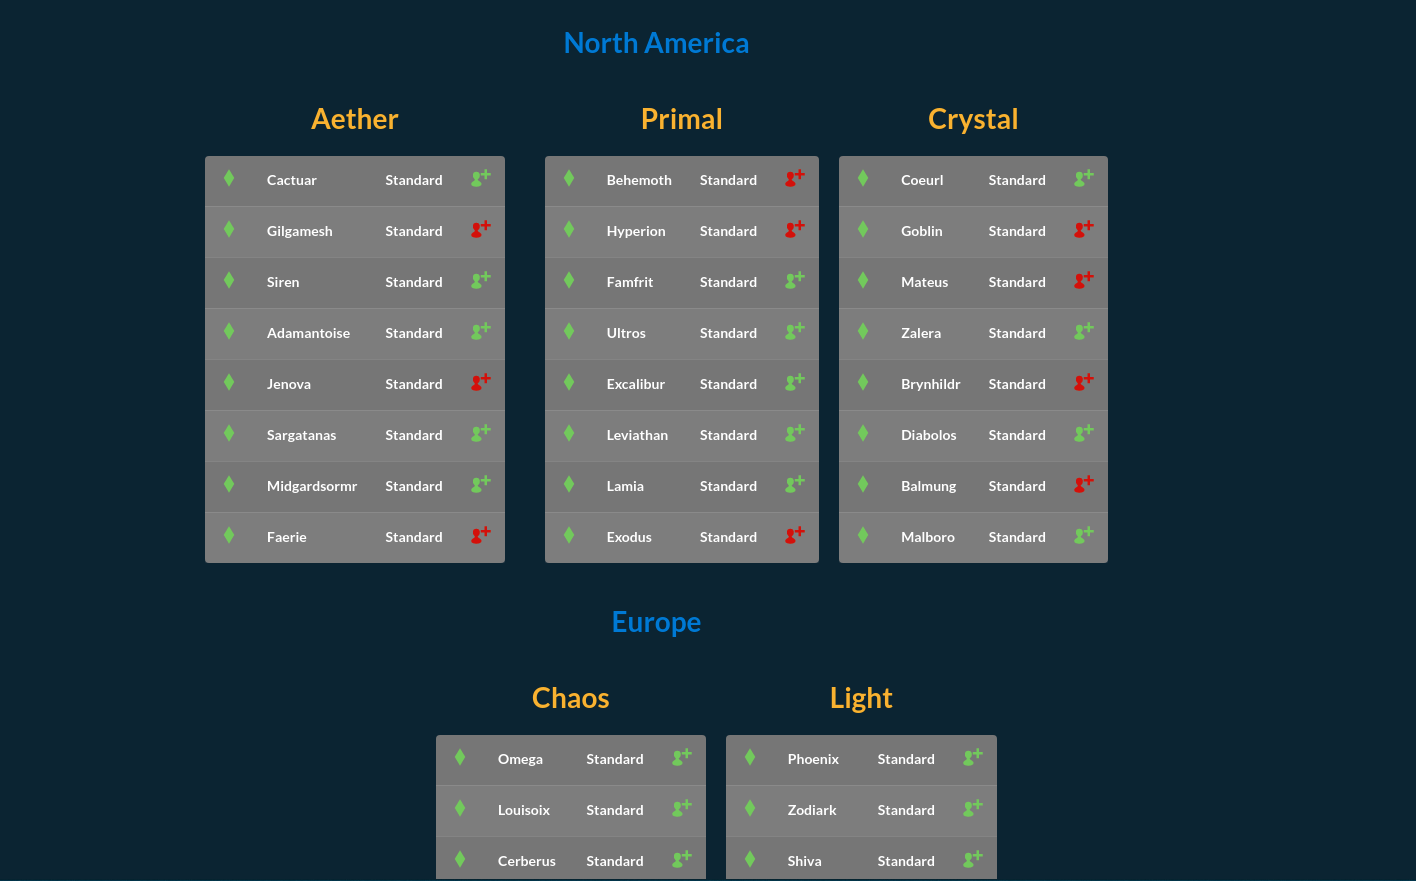 North America
Aether
Cactuar Standard
Gilgamesh Standard
Siren Standard
Adamantoise Standard
Jenova Standard
Sargatanas Standard
Midgardsormr Standard
Faerie Standard
Primal
Behemoth Standard
Hyperion Standard
Famfrit Standard
Ultros Standard
Excalibur Standard
Leviathan Standard
Lamia Standard
Exodus Standard
Crystal
Coeurl Standard
Goblin Standard
Mateus Standard
Zalera Standard
Brynhildr Standard
Diabolos Standard
Balmung Standard
Malboro Standard
Europe
Chaos
Omega Standard
Louisoix Standard
Cerberus Standard
Light
Phoenix Standard
Zodiark Standard
Shiva Standard